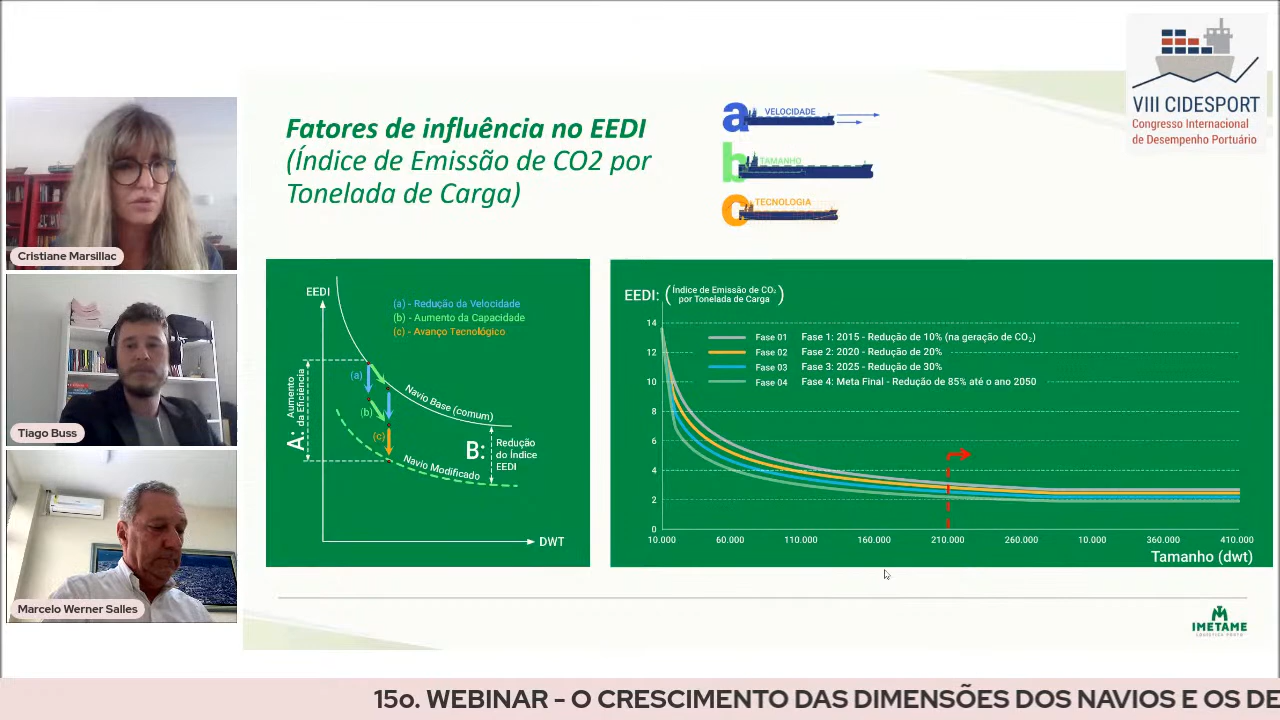 VIII CIDESPORT
Congresso Internacional
de Desempenho Portuário
Cristiane Marsillac
Tiago Buss
Marcelo Werner Salles
Fatores de influência no EEDI
(Índice de Emissão de CO2 por
Tonelada de Carga)
a VELOCIDADE
b TAMANHO
c TECNOLOGIA
EEDI
(a) - Redução da Velocidade
(b) - Aumento da Capacidade
(c) - Avanço Tecnológico
A: Aumento
da Eficiência
(a)
(b)
(c)
Navio Base (comum)
Navio Modificado
B: Redução
do Índice
EEDI
DWT
EEDI: (Índice de Emissão de CO₂
por Tonelada de Carga)
14
12
10
8
6
4
2
0
Fase 01 Fase 1: 2015 - Redução de 10% (na geração de CO₂)
Fase 02 Fase 2: 2020 - Redução de 20%
Fase 03 Fase 3: 2025 - Redução de 30%
Fase 04 Fase 4: Meta Final - Redução de 85% até o ano 2050
10.000 60.000 110.000 160.000 210.000 260.000 10.000 360.000 410.000
Tamanho (dwt)
IMETAME
LOGÍSTICA PORTO
15o. WEBINAR - O CRESCIMENTO DAS DIMENSÕES DOS NAVIOS E OS DE